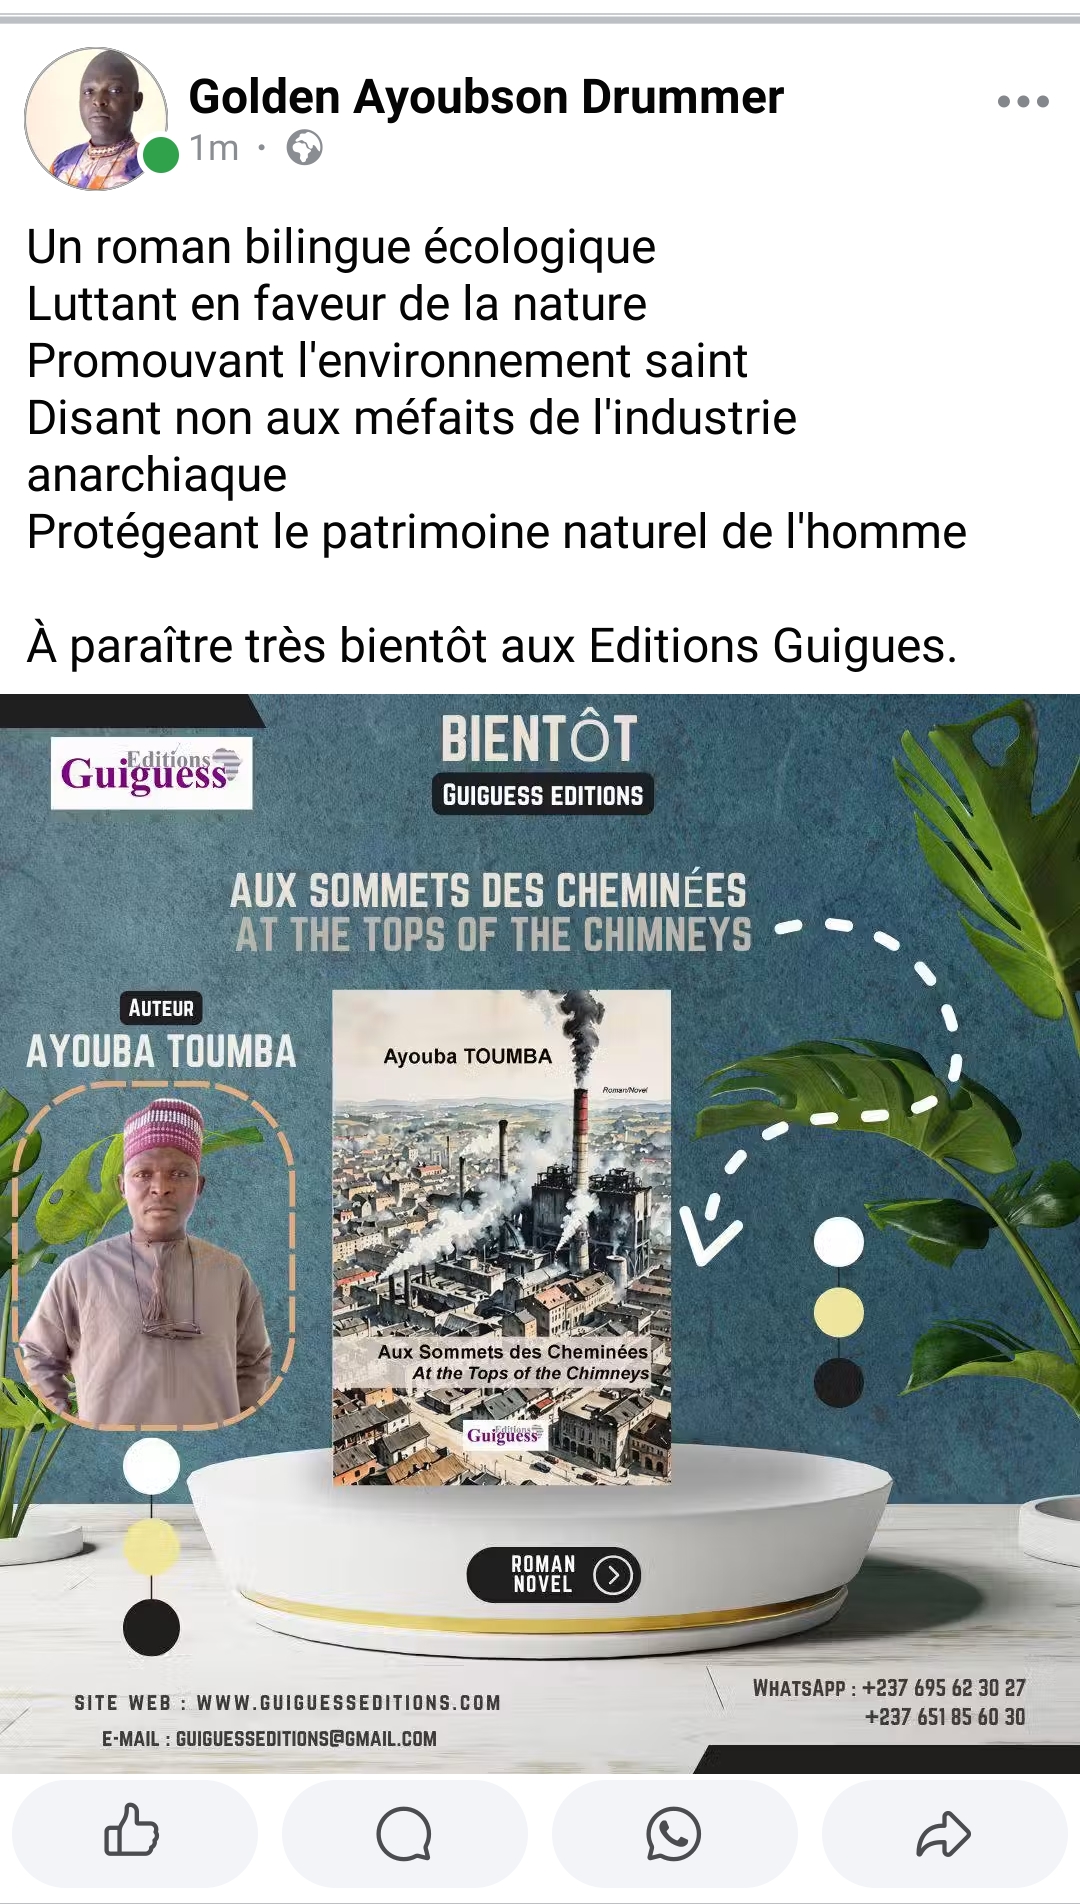 Golden Ayoubson Drummer
1m ·
Un roman bilingue écologique
Luttant en faveur de la nature
Promouvant l'environnement saint
Disant non aux méfaits de l'industrie
anarchiaque
Protégeant le patrimoine naturel de l'homme
À paraître très bientôt aux Editions Guigues.
Editions
Guiguess
BIENTÔT
GUIGUESS EDITIONS
AUX SOMMETS DES CHEMINÉES
AT THE TOPS OF THE CHIMNEYS
AUTEUR
AYOUBA TOUMBA
Ayouba TOUMBA
Roman/Novel
Aux Sommets des Cheminées
At the Tops of the Chimneys
Editions
Guiguess
ROMAN
NOVEL
SITE WEB : WWW.GUIGUESSEDITIONS.COM
E-MAIL : GUIGUESSEDITIONS@GMAIL.COM
WHATSAPP : +237 695 62 30 27
+237 651 85 60 30